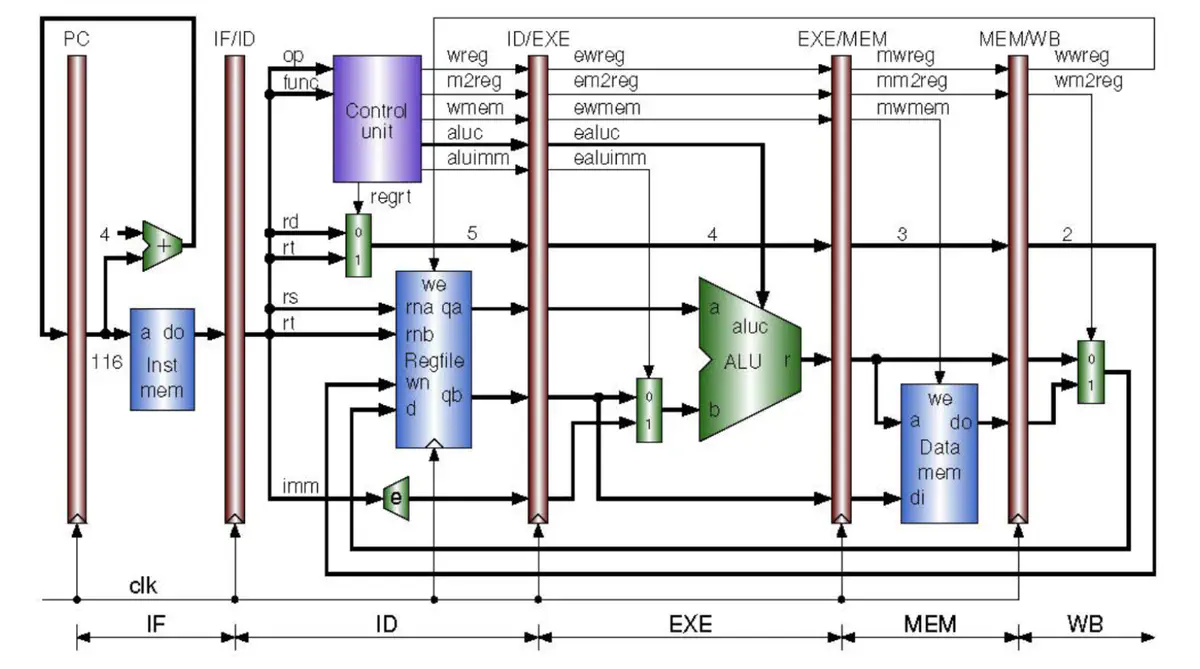 PC IF/ID ID/EXE EXE/MEM MEM/WB
op wreg ewreg mwreg wwreg
func m2reg em2reg mm2reg wm2reg
Control unit
wmem ewmem mwmem
aluc ealuc
aluimm ealuimm
regrt
rd 0
rt 1
5 4 3 2
4 +
we
rs rna qa a
rt rnb
aluc
a do
116
Inst
mem
Regfile
ALU r
wn qb
d
0
1
b
0
1
we
a do
Data
mem
di
imm e
clk
IF ID EXE MEM WB